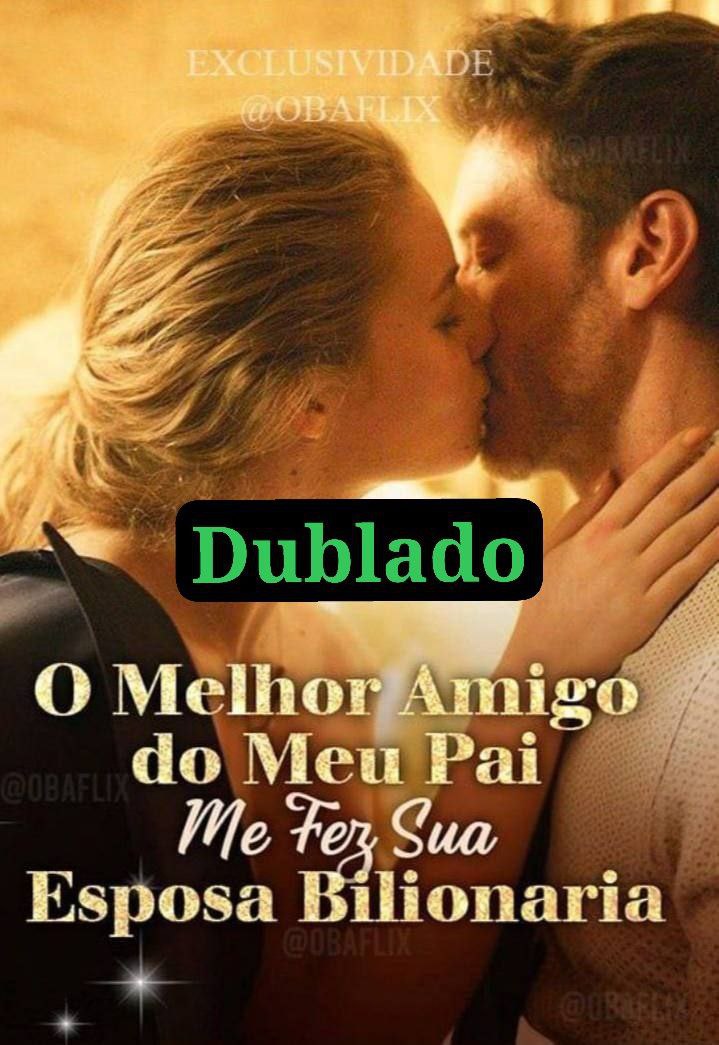 EXCLUSIVIDADE
@OBAFLIX
@OBAFLIX
Dublado
O Melhor Amigo
do Meu Pai
@OBAFLIX
Me Fez Sua
Esposa Bilionaria
@OBAFLIX
@OBAFLIX